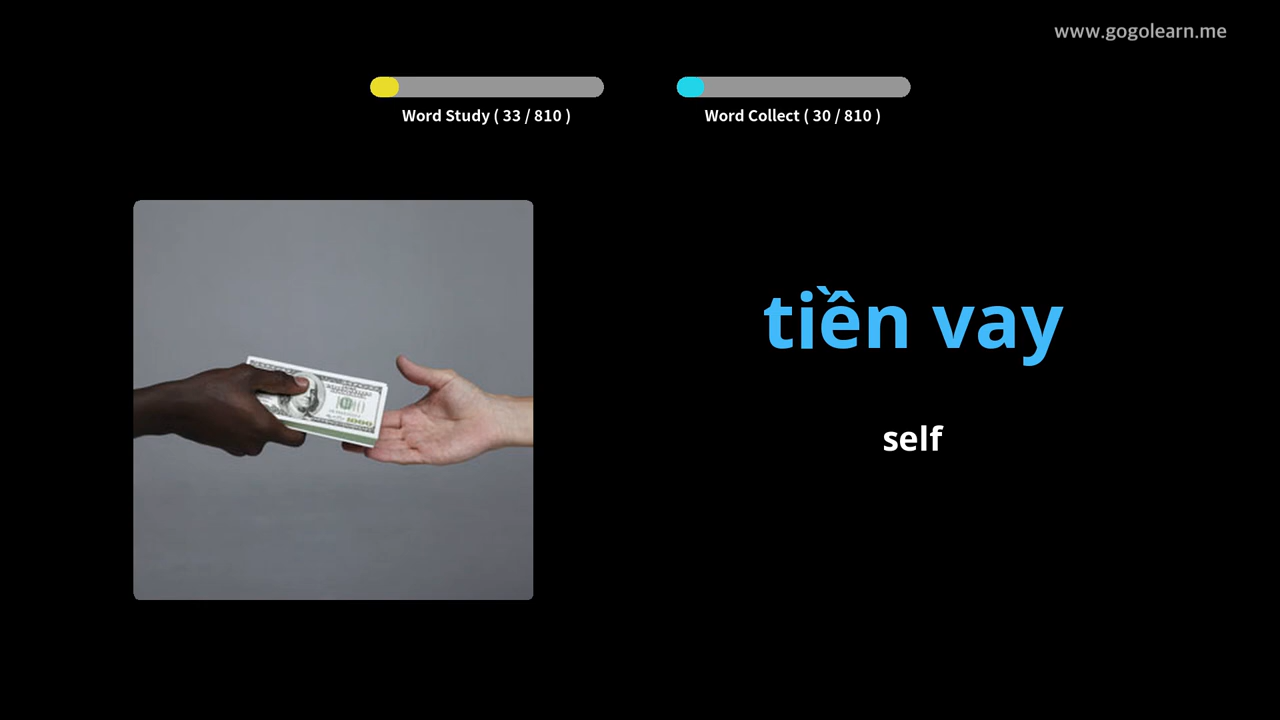 www.gogolearn.me
Word Study ( 33 / 810 )
Word Collect ( 30 / 810 )
tiền vay
self